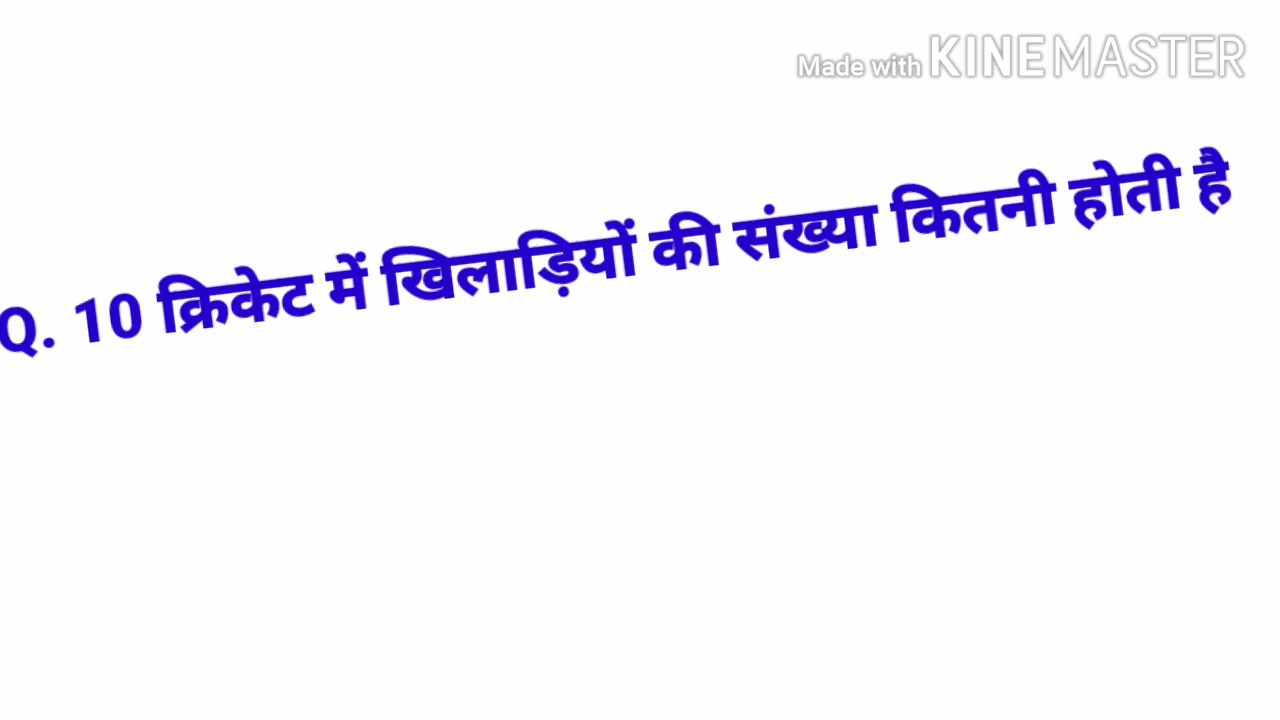 Made with KINEMASTER
Q. 10 क्रिकेट में खिलाड़ियों की संख्या कितनी होती है